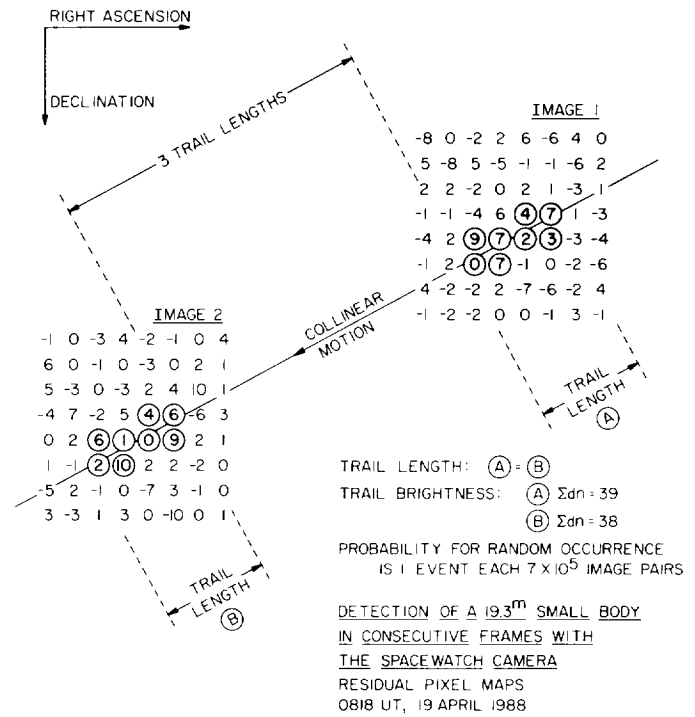 RIGHT ASCENSION
DECLINATION
3 TRAIL LENGTHS
IMAGE 1
-8 0 -2 2 6 -6 4 0
5 -8 5 -5 -1 -1 -6 2
2 2 -2 0 2 1 -3 1
-1 -1 -4 6 4 7 1 -3
-4 2 9 7 2 3 -3 -4
-1 2 0 7 -1 0 -2 -6
4 -2 -2 2 -7 -6 -2 4
-1 -2 -2 0 0 -1 3 -1
COLLINEAR
MOTION
TRAIL
LENGTH
A
IMAGE 2
-1 0 -3 4 -2 -1 0 4
6 0 -1 0 -3 0 2 1
5 -3 0 -3 2 4 10 1
-4 7 -2 5 4 6 -6 3
0 2 6 1 0 9 2 1
1 -1 2 10 2 2 -2 0
-5 2 -1 0 -7 3 -1 0
3 -3 1 3 0 -10 0 1
TRAIL
LENGTH
B
TRAIL LENGTH: A = B
TRAIL BRIGHTNESS: A Σdn = 39
B Σdn = 38
PROBABILITY FOR RANDOM OCCURRENCE
IS 1 EVENT EACH 7 X 10⁵ IMAGE PAIRS
DETECTION OF A 19.3ᵐ SMALL BODY
IN CONSECUTIVE FRAMES WITH
THE SPACEWATCH CAMERA
RESIDUAL PIXEL MAPS
0818 UT, 19 APRIL 1988